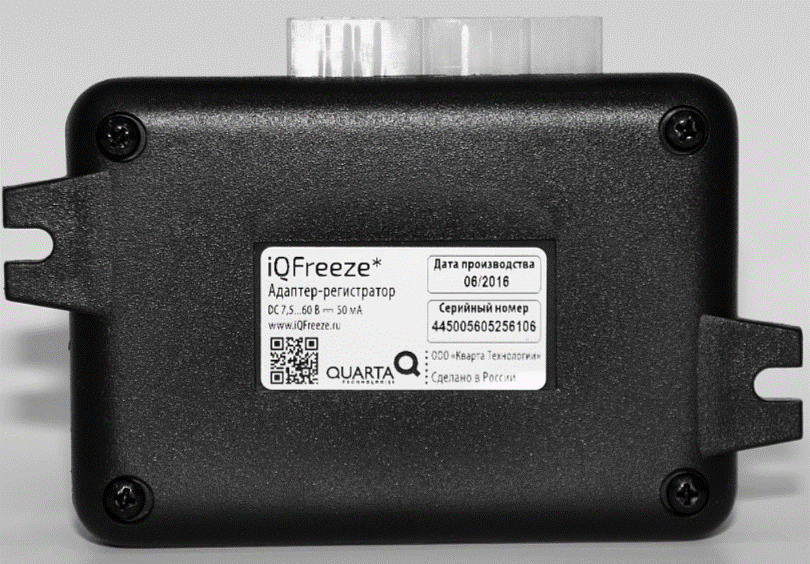 iQFreeze*
Адаптер-регистратор
DC 7,5...60 В ⎓ 50 мА
www.iQFreeze.ru
QUARTA
TECHNOLOGIES
Дата производства
06/2016
Серийный номер
445005605256106
ООО «Кварта Технологии»
Сделано в России